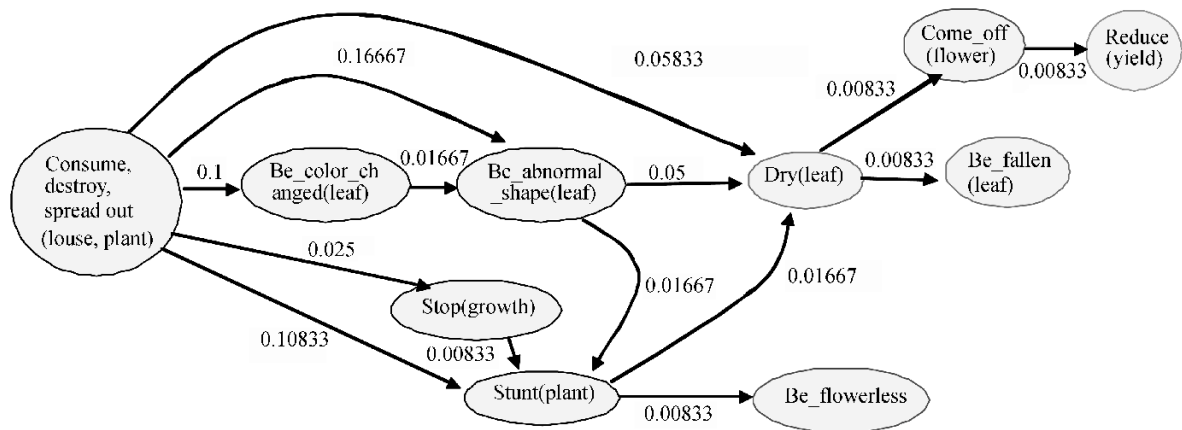 Come_off
(flower)
Reduce
(yield)
0.05833
0.16667
0.00833
0.00833
Consume,
destroy,
spread out
(louse, plant)
0.1
Be_color_ch
anged(leaf)
0.01667
Bc_abnormal
_shape(leaf)
0.05
Dry(leaf)
0.00833
Be_fallen
(leaf)
0.025
Stop(growth)
0.01667
0.01667
0.10833
0.00833
Stunt(plant)
0.00833
Be_flowerless